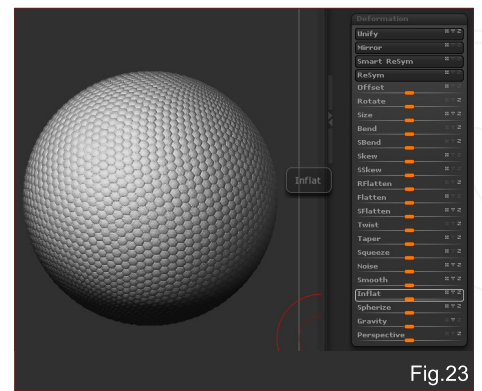 Deformation
Unify
Mirror
Smart ReSym
ReSym
Offset
Rotate
Size
Bend
SBend
Skew
SSkew
RFlatten
Flatten
SFlatten
Twist
Taper
Squeeze
Noise
Smooth
Inflat
Inflat
Spherize
Gravity
Perspective
Fig.23